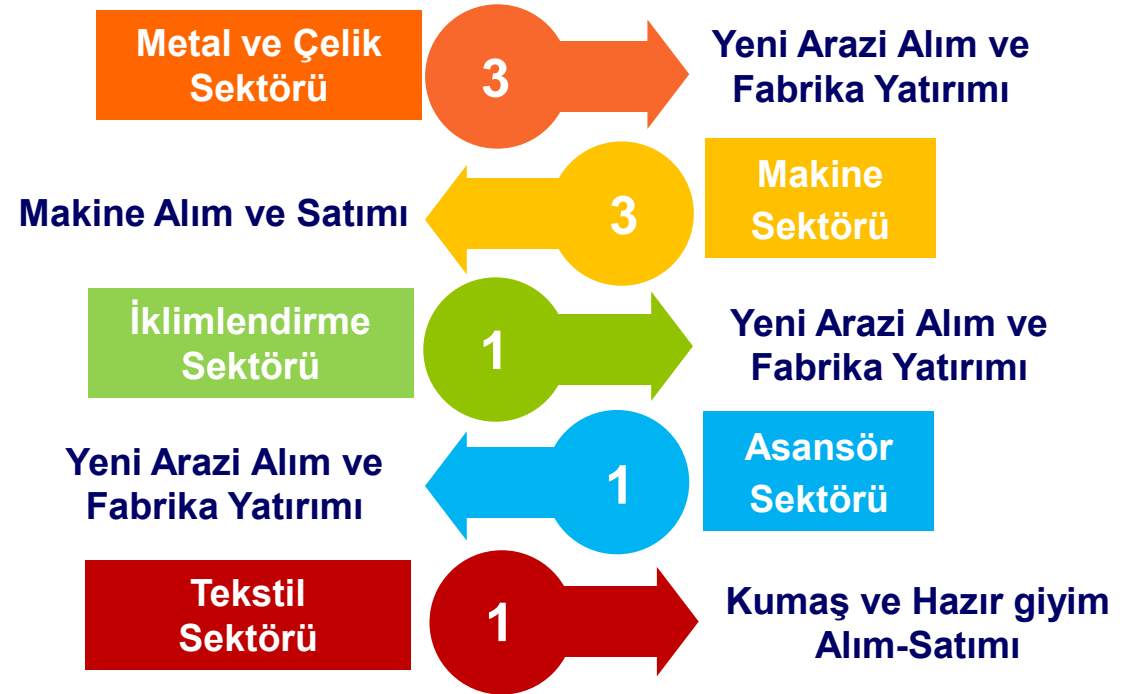 Metal ve Çelik
Sektörü
3
Yeni Arazi Alım ve
Fabrika Yatırımı
Makine Alım ve Satımı
3
Makine
Sektörü
İklimlendirme
Sektörü
1
Yeni Arazi Alım ve
Fabrika Yatırımı
Yeni Arazi Alım ve
Fabrika Yatırımı
1
Asansör
Sektörü
Tekstil
Sektörü
1
Kumaş ve Hazır giyim
Alım-Satımı